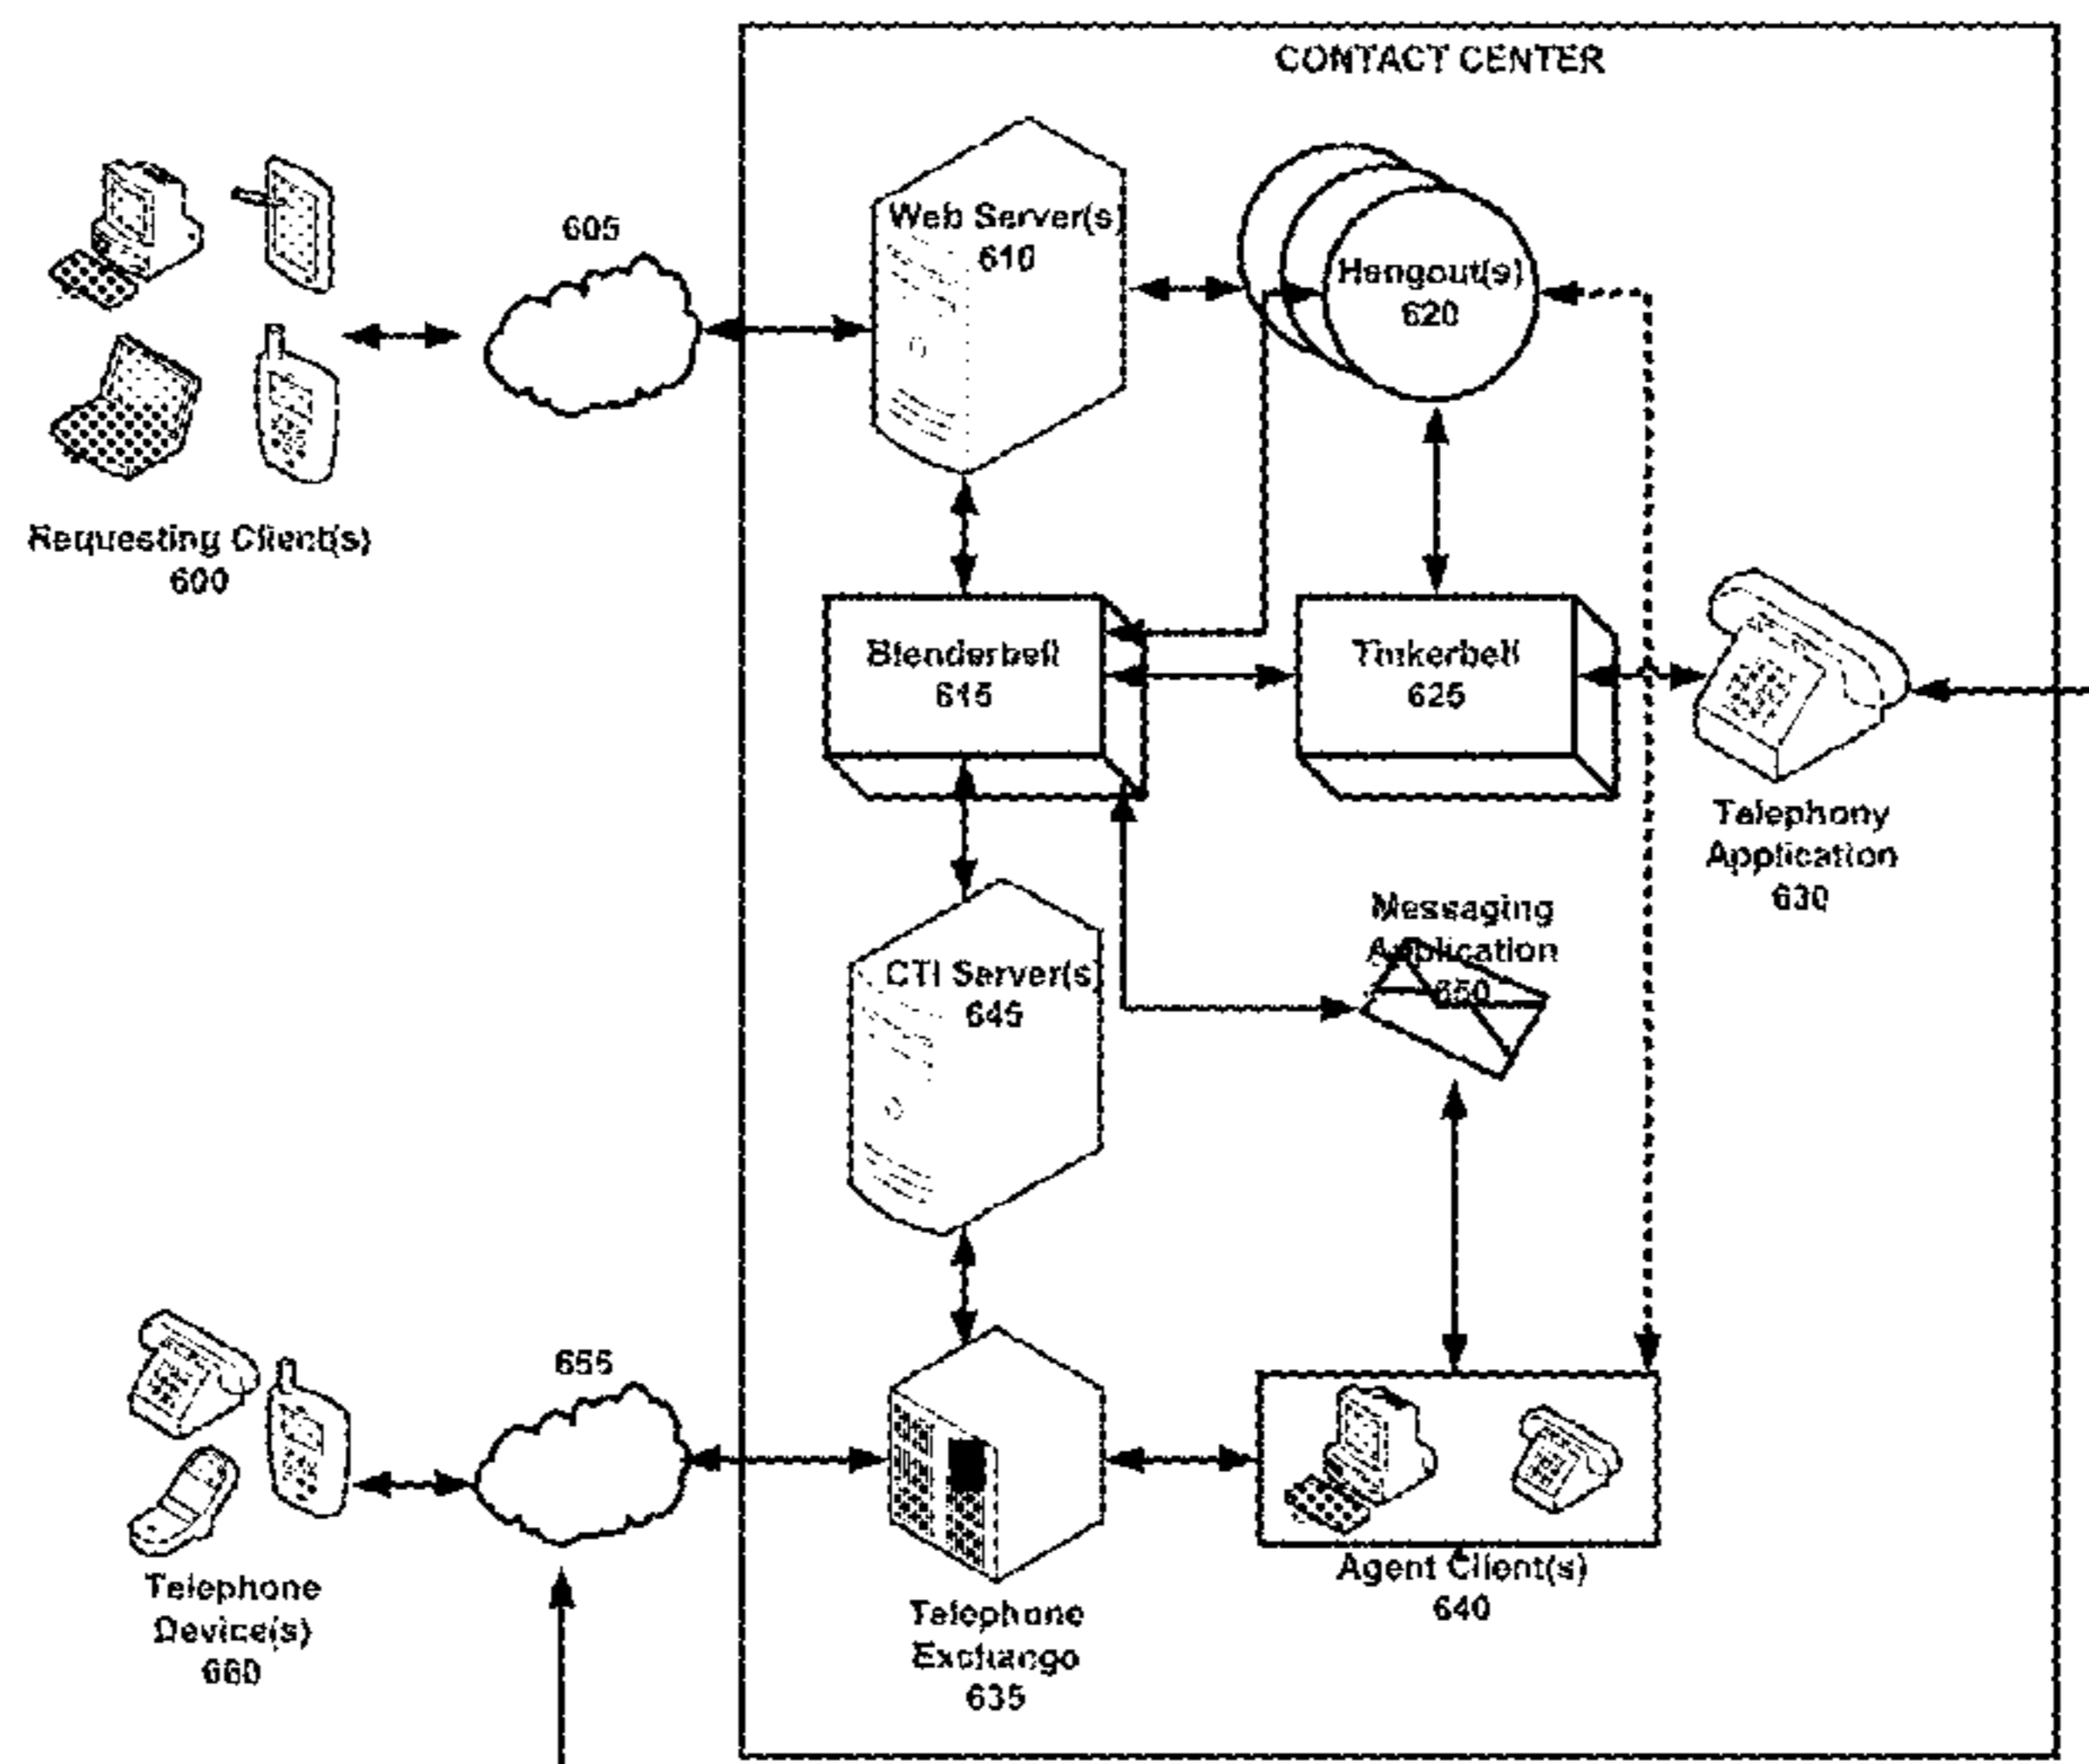 CONTACT CENTER
605
Web Server(s)
610
Hangout(s)
620
Requesting Client(s)
600
Blenderbell
615
Tinkerbell
625
Telephony
Application
630
Messaging
Application
650
CTI Server(s)
645
655
Telephone
Device(s)
660
Telephone
Exchange
635
Agent Client(s)
640